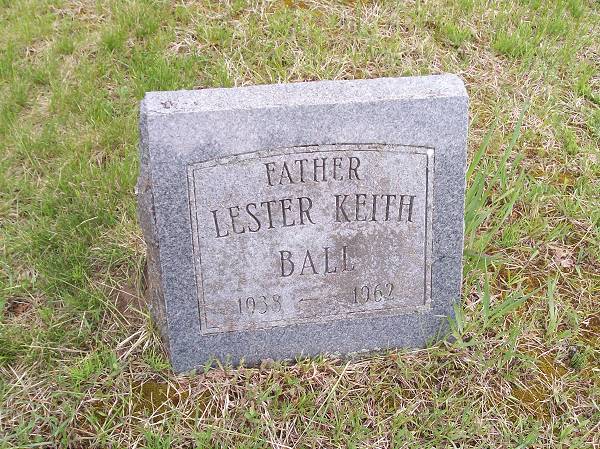 FATHER
LESTER KEITH
BALL
1938 — 1962